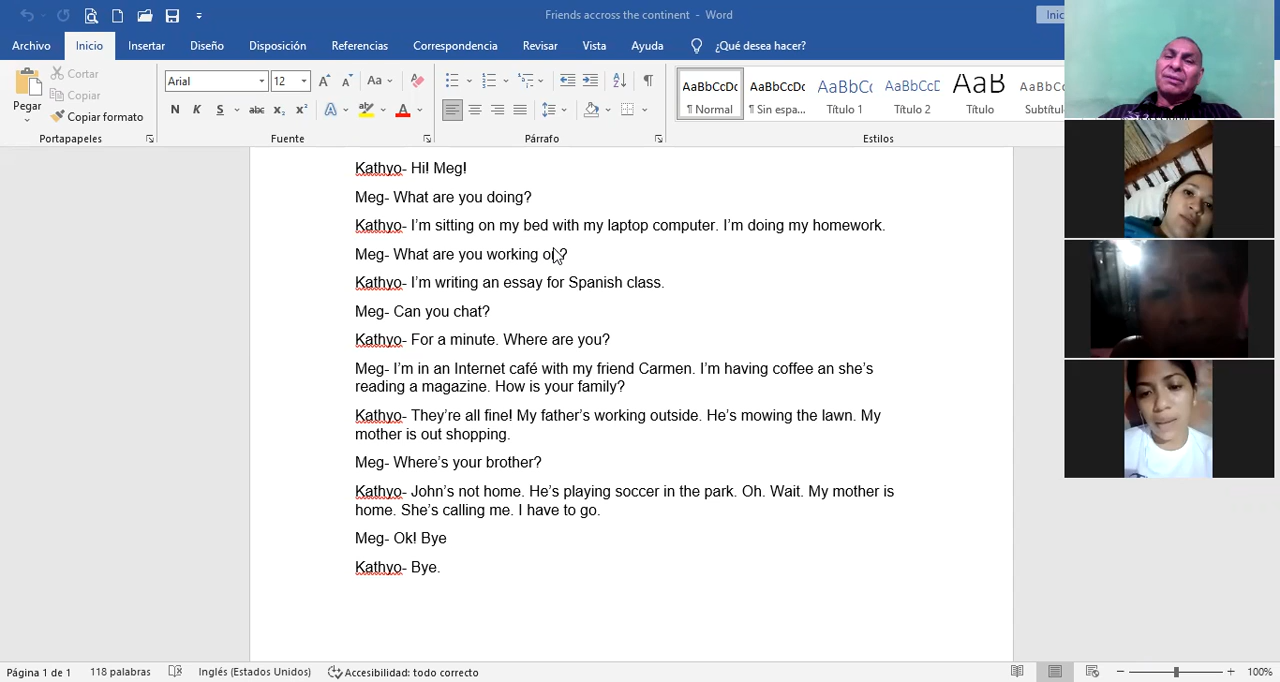 Friends accross the continent - Word
Archivo Inicio Insertar Diseño Disposición Referencias Correspondencia Revisar Vista Ayuda ¿Qué desea hacer?
Pegar
Cortar
Copiar
Copiar formato
Portapapeles
Arial 12 Aa
N K S abc x₂ x² A A
Fuente
Párrafo
AaBbCcDc AaBbCcDc AaBbCc AaBbCcD AaB
¶ Normal ¶ Sin espa... Título 1 Título 2 Título
Estilos
Kathyo- Hi! Meg!
Meg- What are you doing?
Kathyo- I'm sitting on my bed with my laptop computer. I'm doing my homework.
Meg- What are you working on?
Kathyo- I'm writing an essay for Spanish class.
Meg- Can you chat?
Kathyo- For a minute. Where are you?
Meg- I'm in an Internet café with my friend Carmen. I'm having coffee an she's
reading a magazine. How is your family?
Kathyo- They're all fine! My father's working outside. He's mowing the lawn. My
mother is out shopping.
Meg- Where's your brother?
Kathyo- John's not home. He's playing soccer in the park. Oh. Wait. My mother is
home. She's calling me. I have to go.
Meg- Ok! Bye
Kathyo- Bye.
Página 1 de 1 118 palabras Inglés (Estados Unidos) Accesibilidad: todo correcto 100%